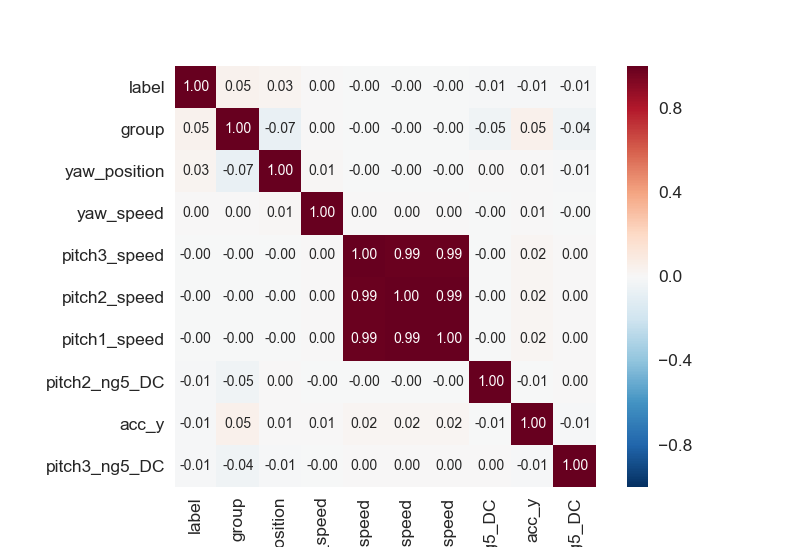 label 1.00 0.05 0.03 0.00 -0.00 -0.00 -0.00 -0.01 -0.01 -0.01
group 0.05 1.00 -0.07 0.00 -0.00 -0.00 -0.00 -0.05 0.05 -0.04
yaw_position 0.03 -0.07 1.00 0.01 -0.00 -0.00 -0.00 0.00 0.01 -0.01
yaw_speed 0.00 0.00 0.01 1.00 0.00 0.00 0.00 -0.00 0.01 -0.00
pitch3_speed -0.00 -0.00 -0.00 0.00 1.00 0.99 0.99 -0.00 0.02 0.00
pitch2_speed -0.00 -0.00 -0.00 0.00 0.99 1.00 0.99 -0.00 0.02 0.00
pitch1_speed -0.00 -0.00 -0.00 0.00 0.99 0.99 1.00 -0.00 0.02 0.00
pitch2_ng5_DC -0.01 -0.05 0.00 -0.00 -0.00 -0.00 -0.00 1.00 -0.01 0.00
acc_y -0.01 0.05 0.01 0.01 0.02 0.02 0.02 -0.01 1.00 -0.01
pitch3_ng5_DC -0.01 -0.04 -0.01 -0.00 0.00 0.00 0.00 0.00 -0.01 1.00
label
group
osition
_speed
speed
speed
speed
g5_DC
acc_y
g5_DC
0.8
0.4
0.0
−0.4
−0.8